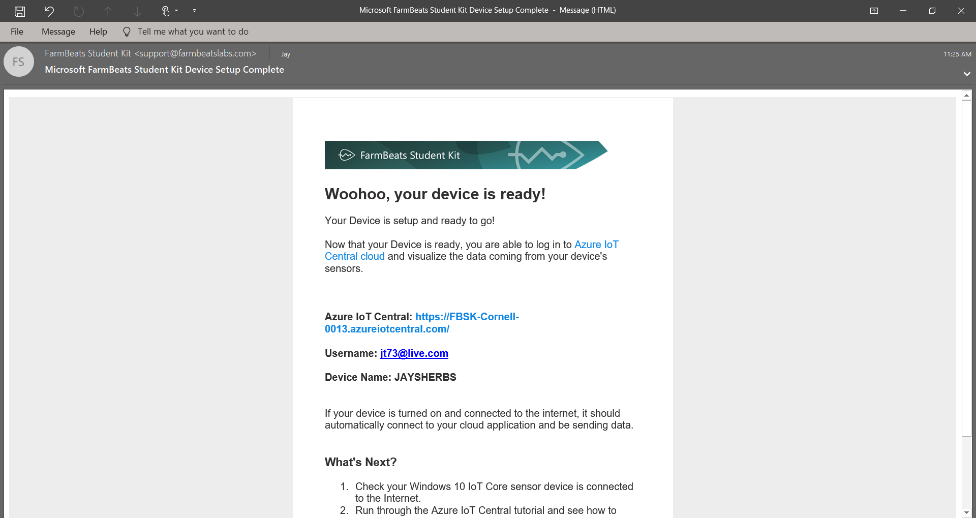 Microsoft FarmBeats Student Kit Device Setup Complete - Message (HTML)
File Message Help Tell me what you want to do
FS
FarmBeats Student Kit <support@farmbeatslabs.com> Jay
11:25 AM
Microsoft FarmBeats Student Kit Device Setup Complete
FarmBeats Student Kit
Woohoo, your device is ready!
Your Device is setup and ready to go!
Now that your Device is ready, you are able to log in to Azure IoT
Central cloud and visualize the data coming from your device's
sensors.
Azure IoT Central: https://FBSK-Cornell-
0013.azureiotcentral.com/
Username: jt73@live.com
Device Name: JAYSHERBS
If your device is turned on and connected to the internet, it should
automatically connect to your cloud application and be sending data.
What's Next?
1. Check your Windows 10 IoT Core sensor device is connected
to the Internet.
2. Run through the Azure IoT Central tutorial and see how to